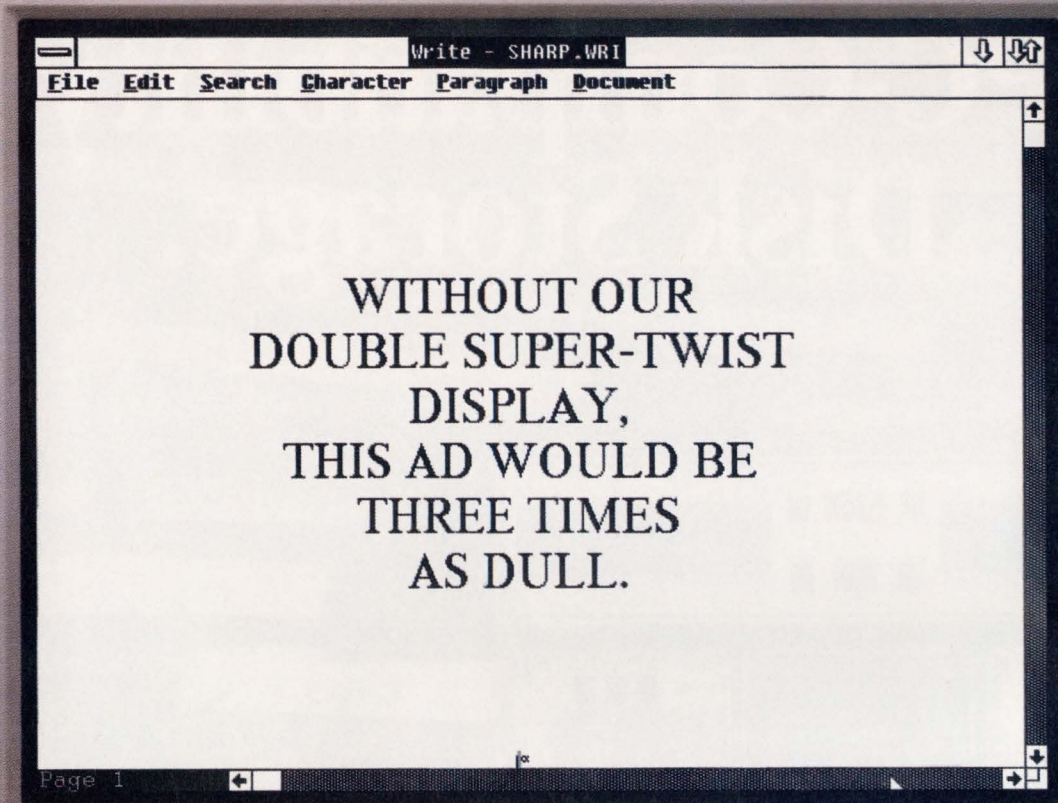 Write - SHARP.WRI
File Edit Search Character Paragraph Document
WITHOUT OUR
DOUBLE SUPER-TWIST
DISPLAY,
THIS AD WOULD BE
THREE TIMES
AS DULL.
Page 1